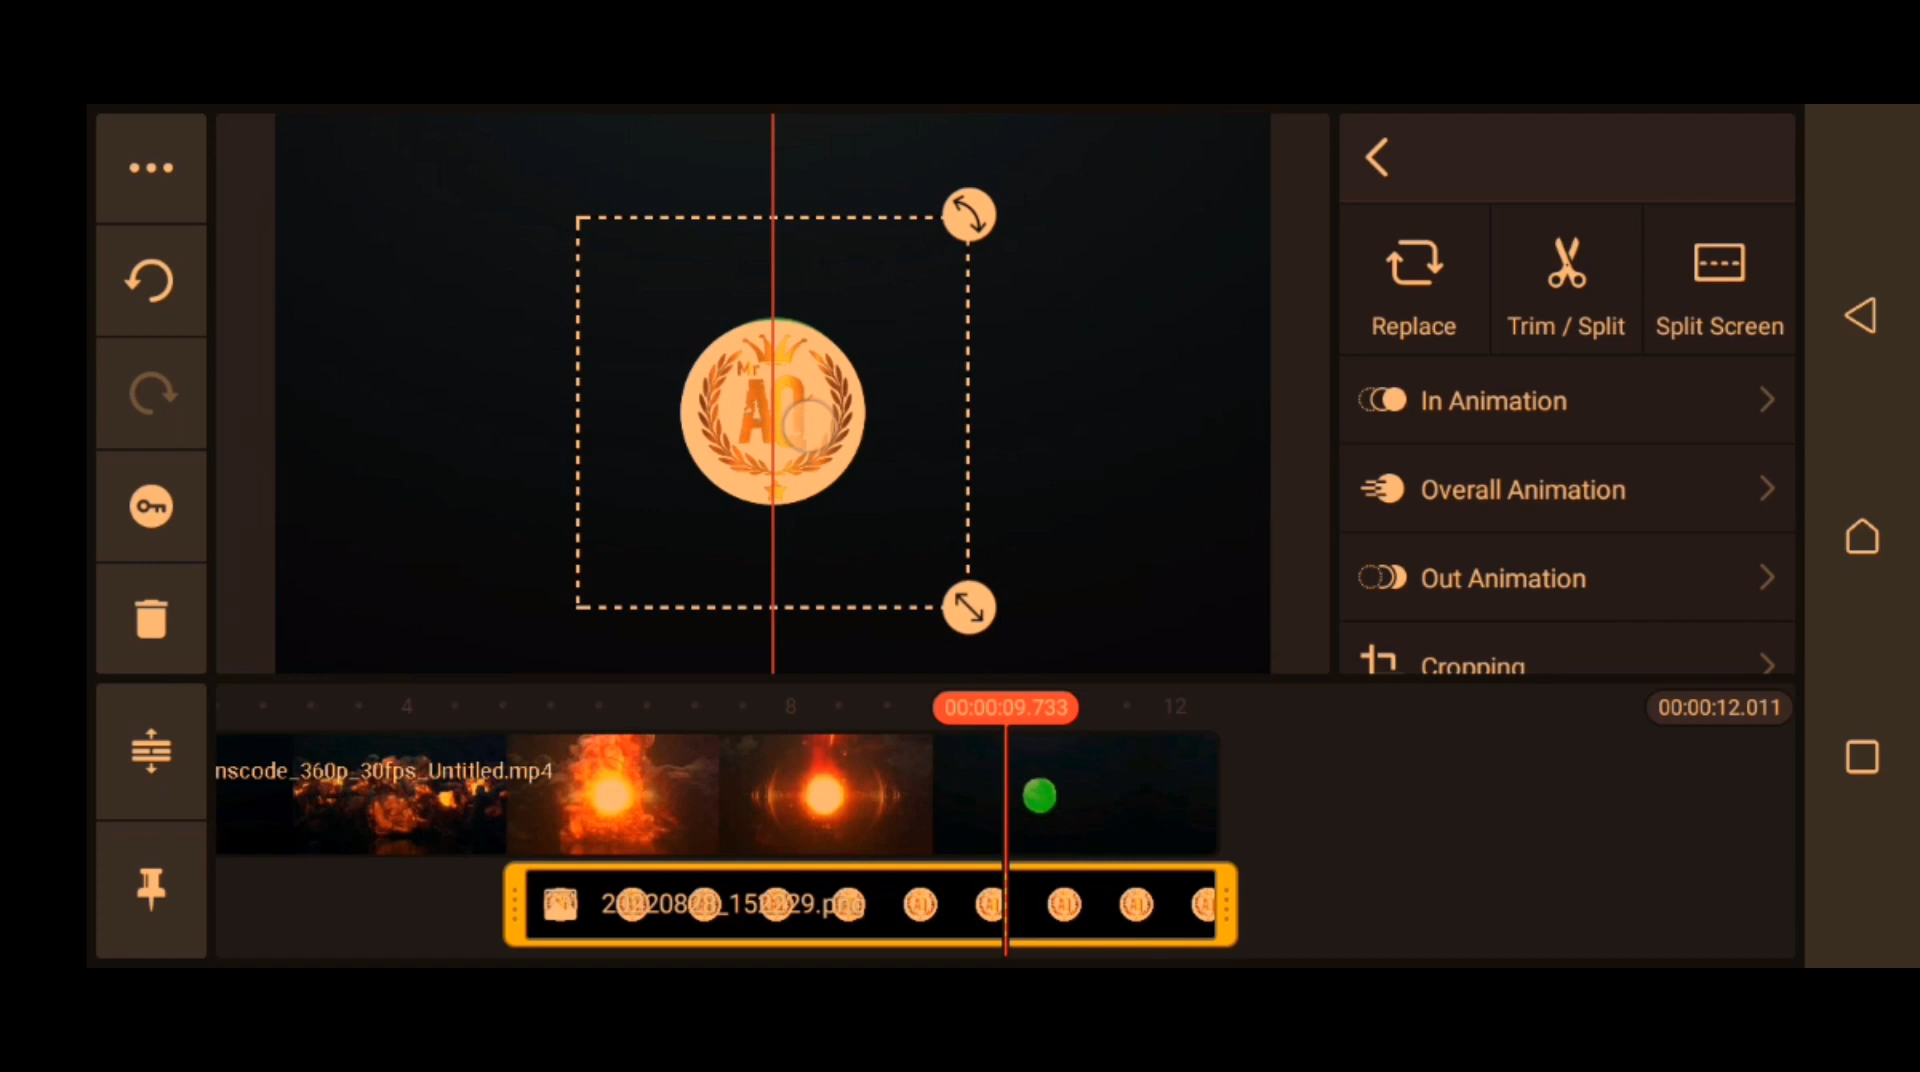 Mr
AO
Replace
Trim / Split
Split Screen
In Animation
Overall Animation
Out Animation
Cropping
4
8
00:00:09.733
12
00:00:12.011
nscode_360p_30fps_Untitled.mp4